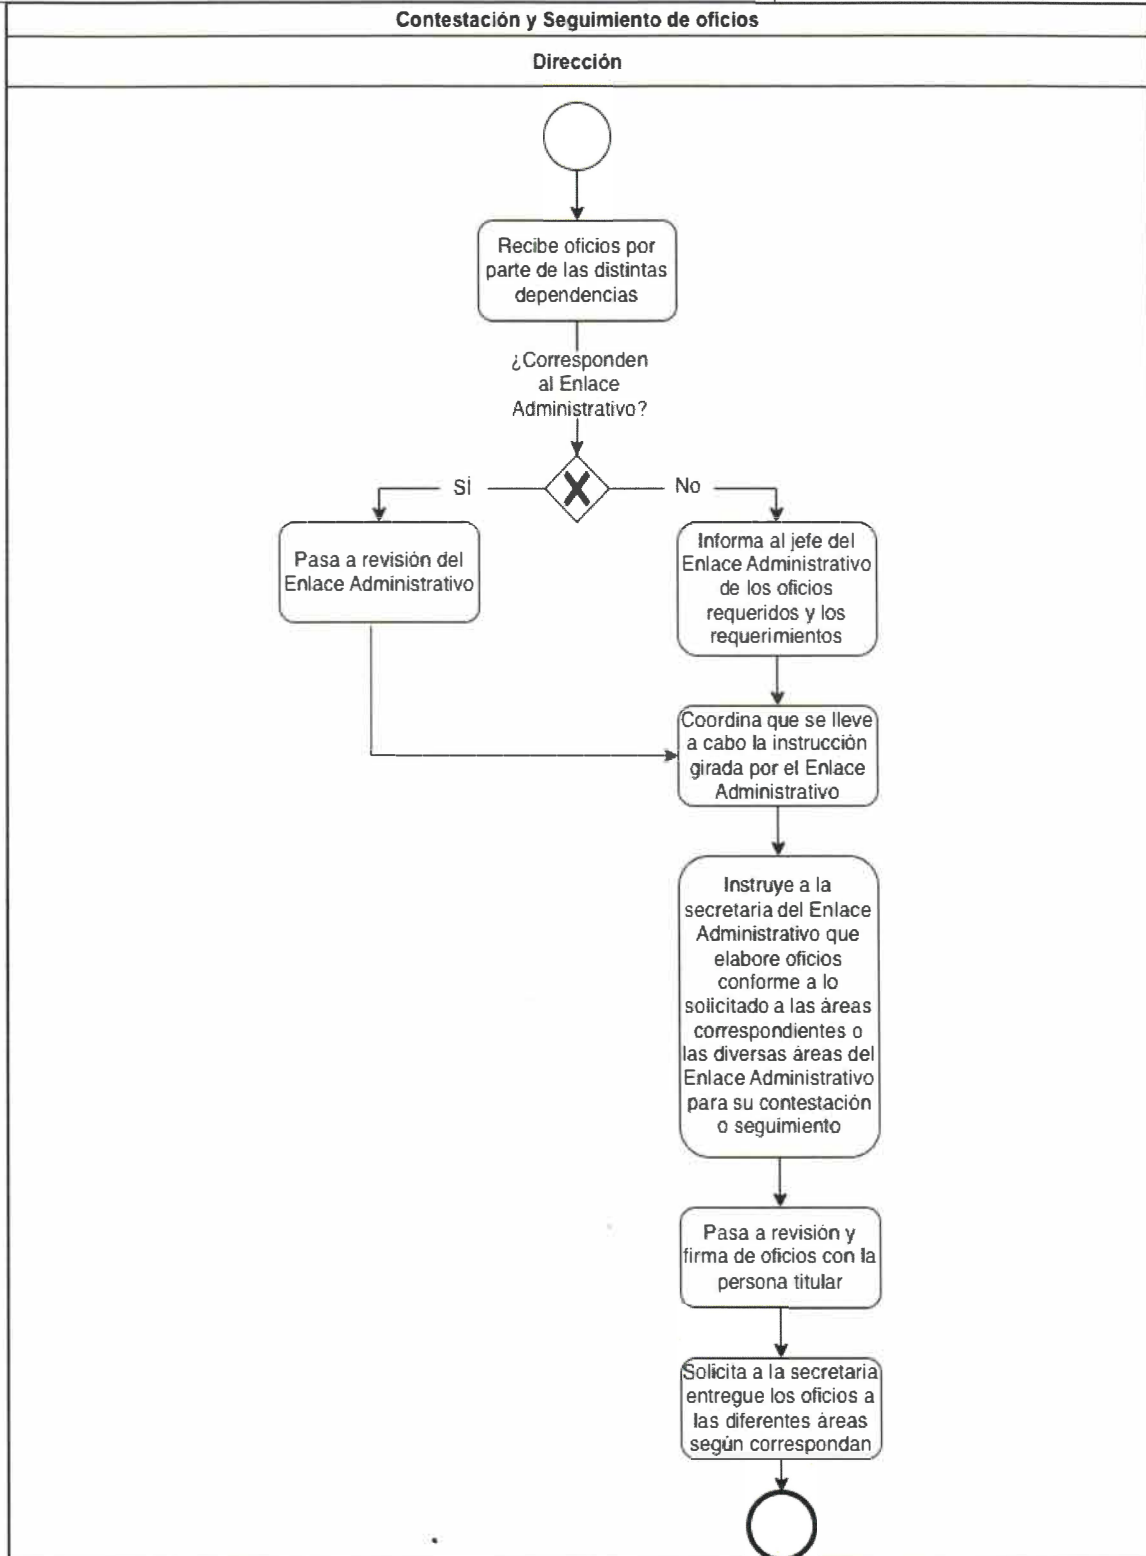 Contestación y Seguimiento de oficios
Dirección
Recibe oficios por
parte de las distintas
dependencias
¿Corresponden
al Enlace
Administrativo?
SÍ
No
Pasa a revisión del
Enlace Administrativo
Informa al jefe del
Enlace Administrativo
de los oficios
requeridos y los
requerimientos
Coordina que se lleve
a cabo la instrucción
girada por el Enlace
Administrativo
Instruye a la
secretaria del Enlace
Administrativo que
elabore oficios
conforme a lo
solicitado a las áreas
correspondientes o
las diversas áreas del
Enlace Administrativo
para su contestación
o seguimiento
Pasa a revisión y
firma de oficios con la
persona titular
Solicita a la secretaria
entregue los oficios a
las diferentes áreas
según correspondan